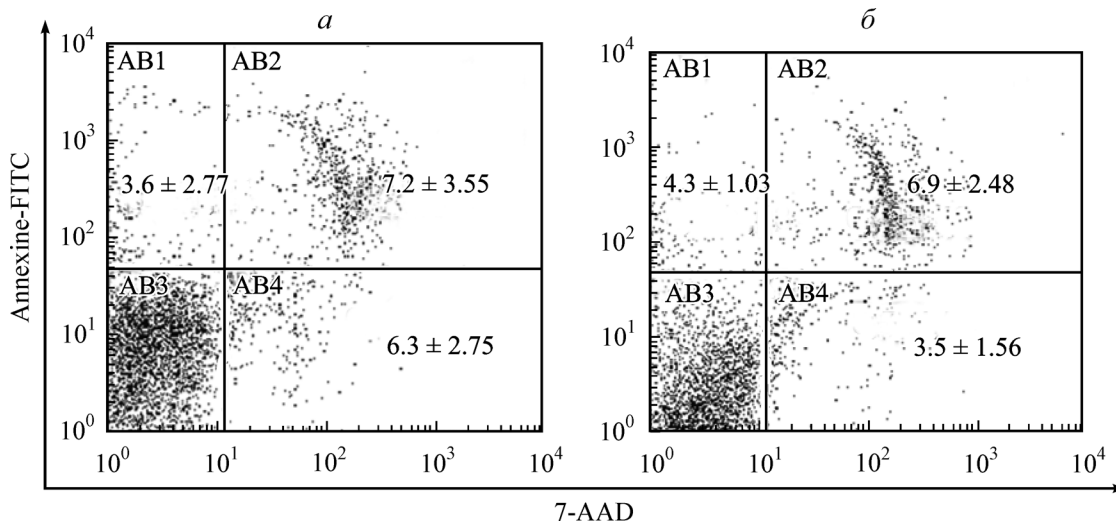 а
б
10⁴
AB1
AB2
10³
3.6 ± 2.77
7.2 ± 3.55
10²
AB3
AB4
10¹
6.3 ± 2.75
10⁰
10⁰
10¹
10²
10³
10⁴
10⁴
AB1
AB2
10³
4.3 ± 1.03
6.9 ± 2.48
10²
AB3
AB4
10¹
3.5 ± 1.56
10⁰
10⁰
10¹
10²
10³
10⁴
Annexine-FITC
7-AAD